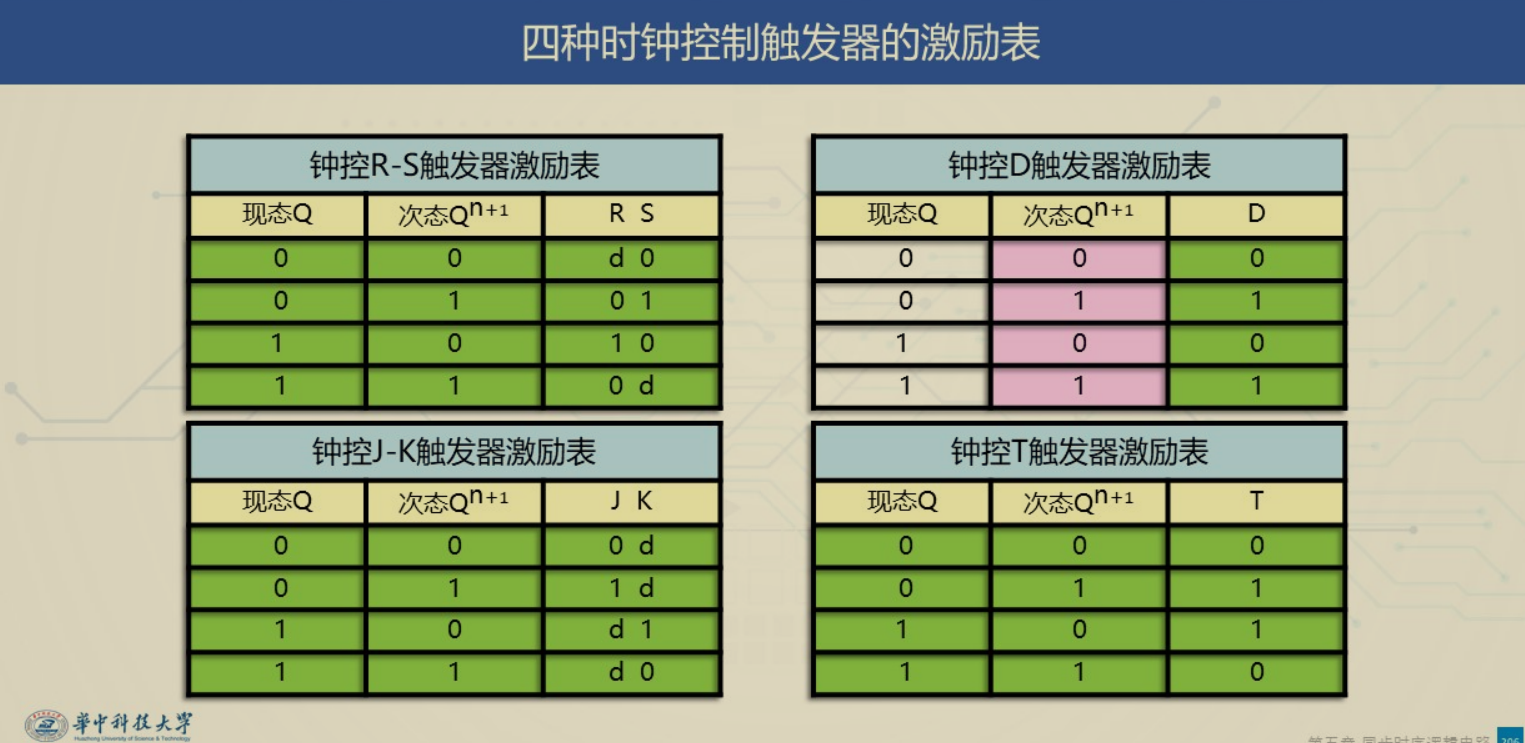 四种时钟控制触发器的激励表
钟控R-S触发器激励表
现态Q 次态Qⁿ⁺¹ R S
0 0 d 0
0 1 0 1
1 0 1 0
1 1 0 d
钟控D触发器激励表
现态Q 次态Qⁿ⁺¹ D
0 0 0
0 1 1
1 0 0
1 1 1
钟控J-K触发器激励表
现态Q 次态Qⁿ⁺¹ J K
0 0 0 d
0 1 1 d
1 0 d 1
1 1 d 0
钟控T触发器激励表
现态Q 次态Qⁿ⁺¹ T
0 0 0
0 1 1
1 0 1
1 1 0
華中科技大学
Huazhong University of Science & Technology